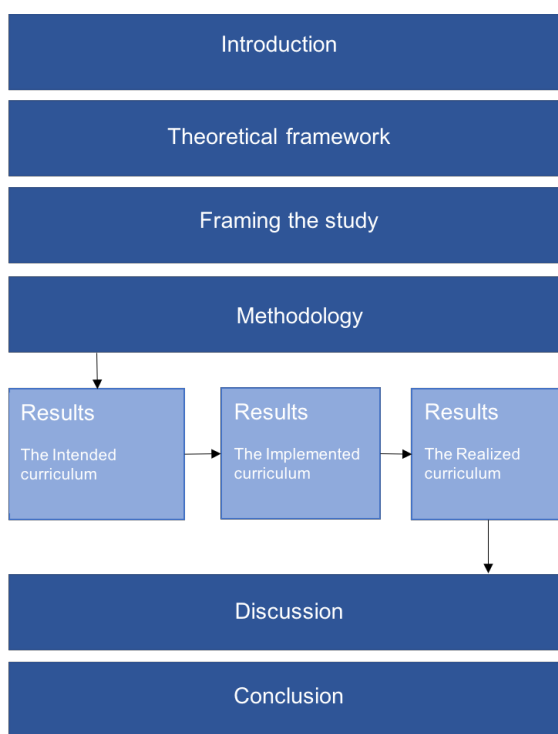 Introduction
Theoretical framework
Framing the study
Methodology
Results
The Intended
curriculum
Results
The Implemented
curriculum
Results
The Realized
curriculum
Discussion
Conclusion